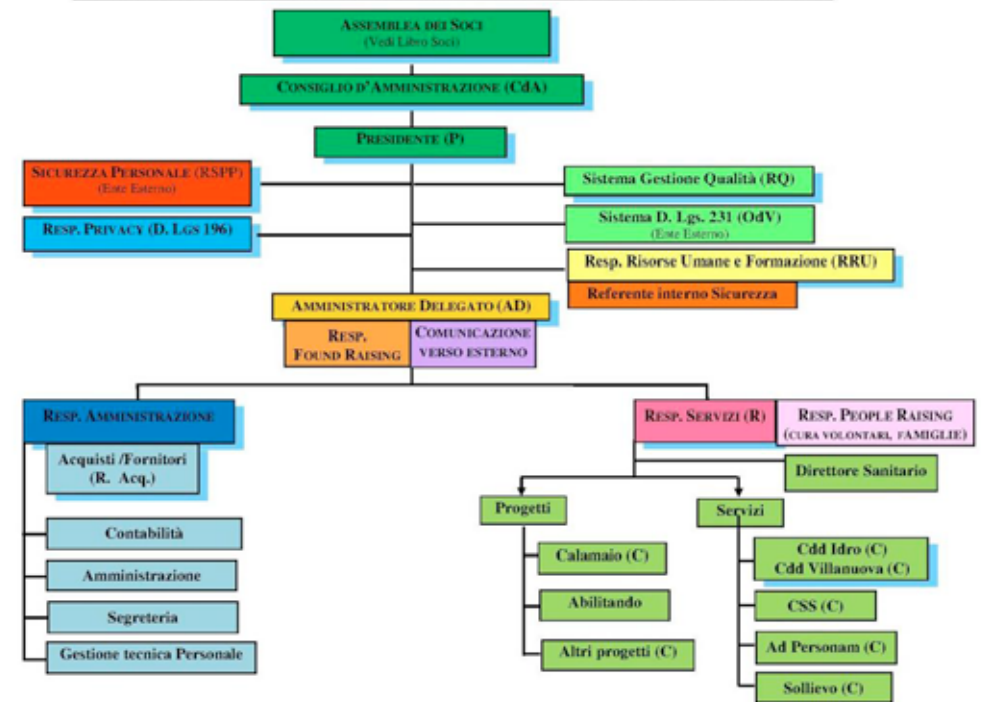 ASSEMBLEA DEI SOCI
(Vedi Libro Soci)
CONSIGLIO D'AMMINISTRAZIONE (CdA)
PRESIDENTE (P)
SICUREZZA PERSONALE (RSPP)
(Ente Esterno)
RESP. PRIVACY (D. LGS 196)
Sistema Gestione Qualità (RQ)
Sistema D. Lgs. 231 (OdV)
(Ente Esterno)
Resp. Risorse Umane e Formazione (RRU)
Referente interno Sicurezza
AMMINISTRATORE DELEGATO (AD)
RESP.
FOUND RAISING
COMUNICAZIONE
VERSO ESTERNO
RESP. AMMINISTRAZIONE
Acquisti /Fornitori
(R. Acq.)
Contabilità
Amministrazione
Segreteria
Gestione tecnica Personale
RESP. SERVIZI (R)
RESP. PEOPLE RAISING
(CURA VOLONTARI, FAMIGLIE)
Direttore Sanitario
Progetti
Calamaio (C)
Abilitando
Altri progetti (C)
Servizi
Cdd Idro (C)
Cdd Villanuova (C)
CSS (C)
Ad Personam (C)
Sollievo (C)